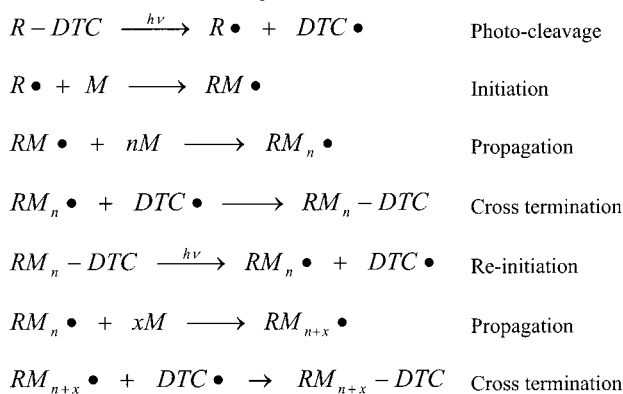 R – DTC —hν→ R • + DTC • Photo-cleavage
R • + M ⟶ RM • Initiation
RM • + nM ⟶ RMₙ • Propagation
RMₙ • + DTC • ⟶ RMₙ – DTC Cross termination
RMₙ – DTC —hν→ RMₙ • + DTC • Re-initiation
RMₙ • + xM ⟶ RMₙ₊ₓ • Propagation
RMₙ₊ₓ • + DTC • → RMₙ₊ₓ – DTC Cross termination